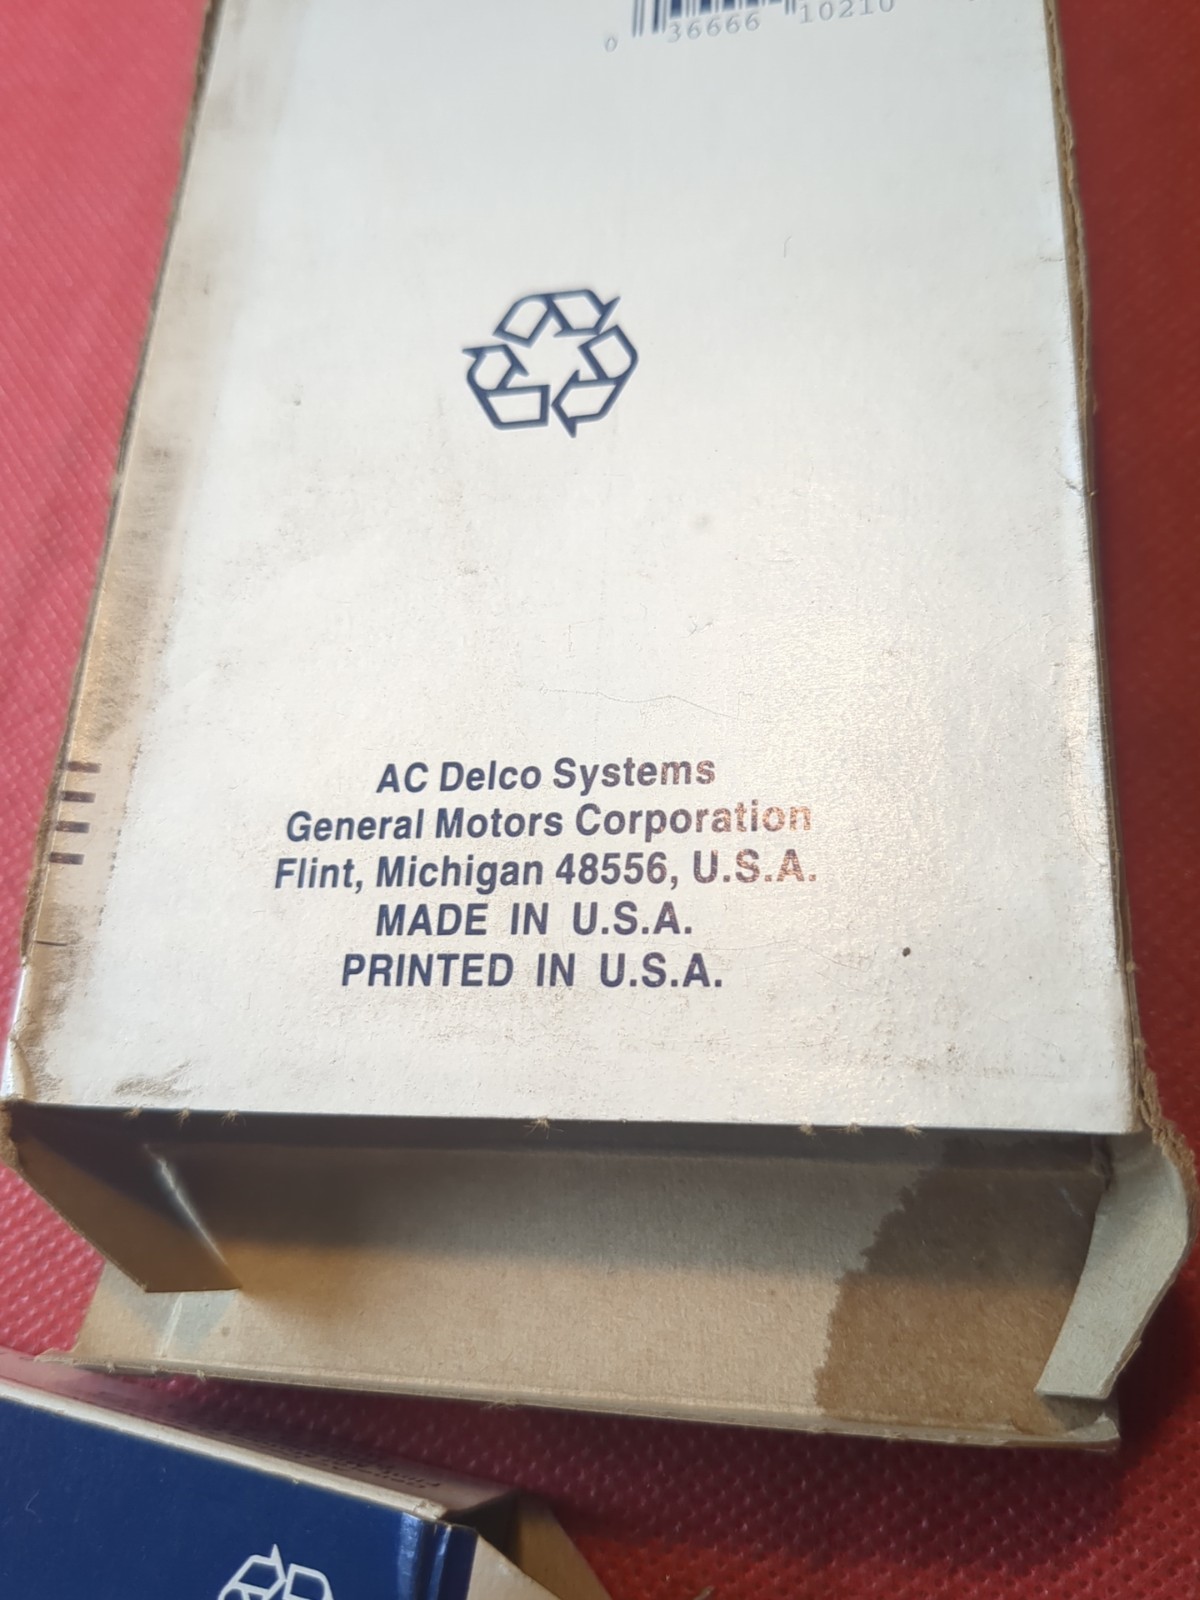 0 36666 10210
AC Delco Systems
General Motors Corporation
Flint, Michigan 48556, U.S.A.
MADE IN U.S.A.
PRINTED IN U.S.A.